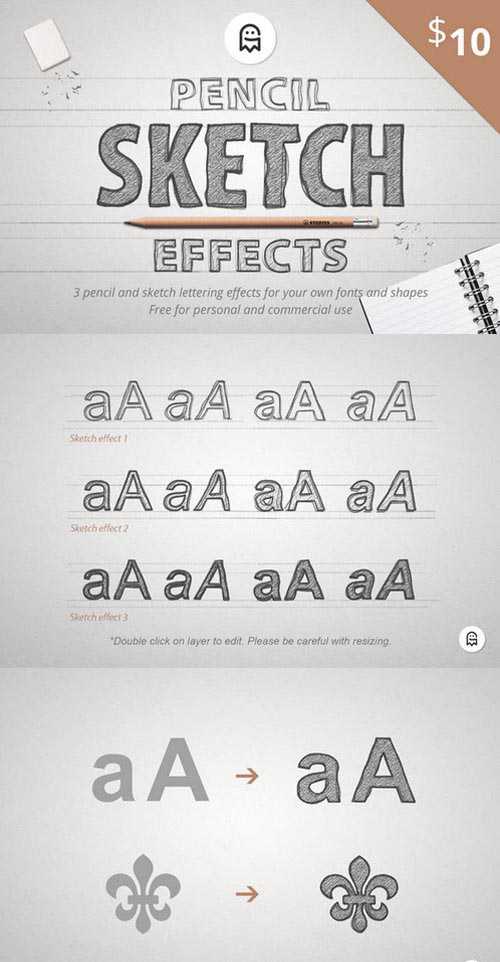 $10
PENCIL
SKETCH
EFFECTS
3 pencil and sketch lettering effects for your own fonts and shapes
Free for personal and commercial use
aA aA aA aA
Sketch effect 1
aA aA aA aA
Sketch effect 2
aA aA aA aA
Sketch effect 3
*Double click on layer to edit. Please be careful with resizing.
aA → aA